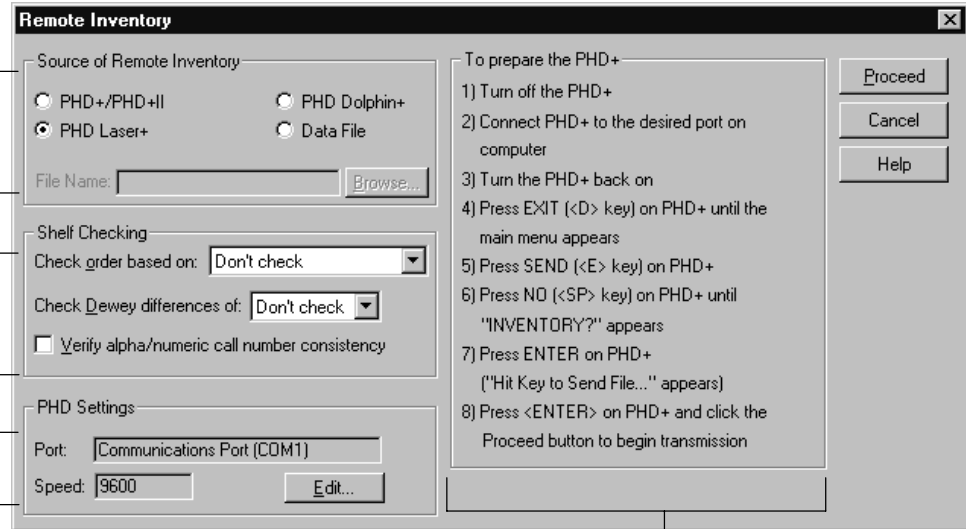 Remote Inventory
Source of Remote Inventory
PHD+/PHD+II
PHD Dolphin+
PHD Laser+
Data File
File Name:
Browse...
Shelf Checking
Check order based on: Don't check
Check Dewey differences of: Don't check
Verify alpha/numeric call number consistency
PHD Settings
Port: Communications Port (COM1)
Speed: 9600
Edit...
To prepare the PHD+
1) Turn off the PHD+
2) Connect PHD+ to the desired port on
computer
3) Turn the PHD+ back on
4) Press EXIT (<D> key) on PHD+ until the
main menu appears
5) Press SEND (<E> key) on PHD+
6) Press NO (<SP> key) on PHD+ until
"INVENTORY?" appears
7) Press ENTER on PHD+
("Hit Key to Send File..." appears)
8) Press <ENTER> on PHD+ and click the
Proceed button to begin transmission
Proceed
Cancel
Help